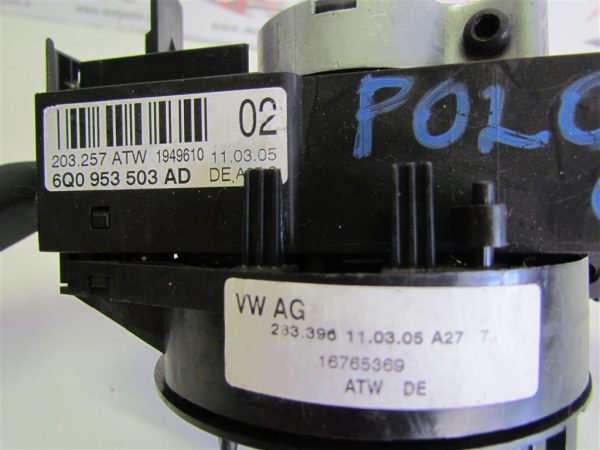 02
203.257 ATW 1949610 11.03.05
6Q0 953 503 AD
POLO
VW AG
283.396 11.03.05 A27 7
16765369
ATW DE